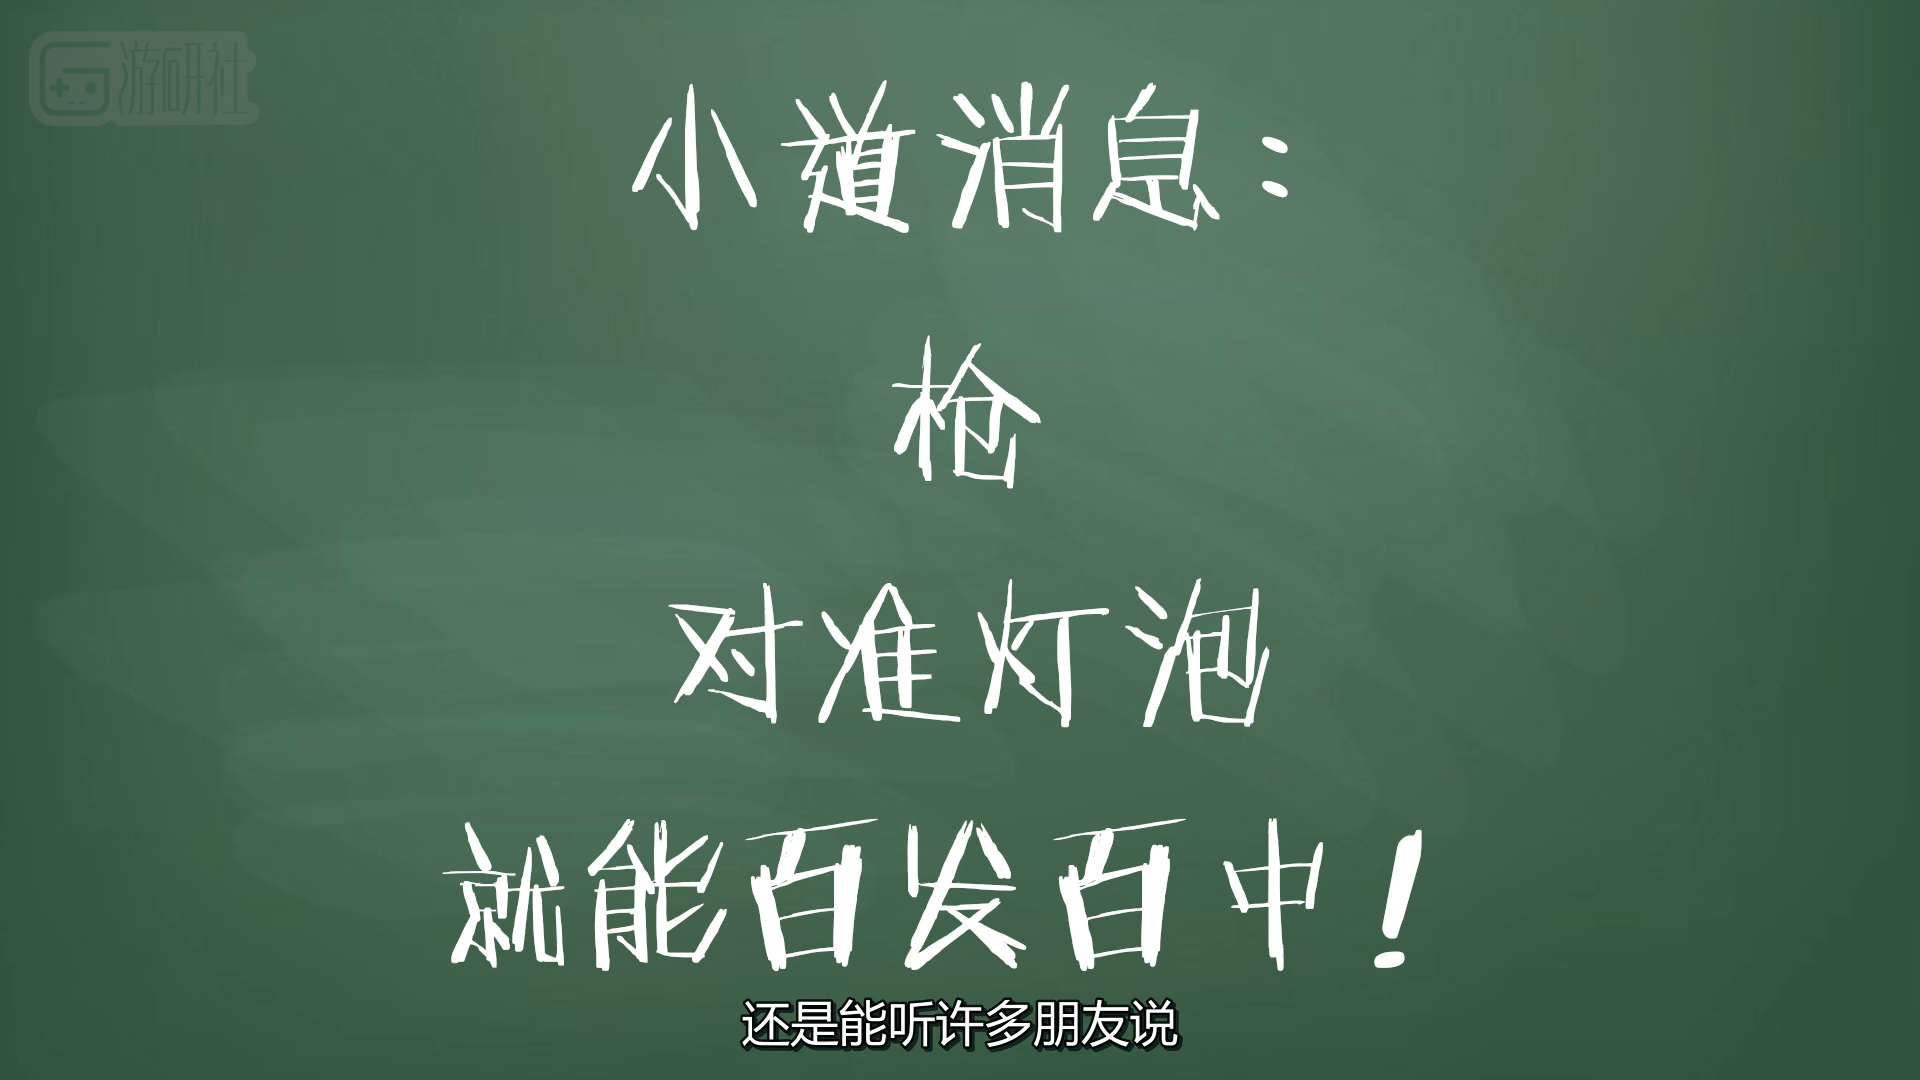 游研社
小道消息：
枪
对准灯泡
就能百发百中！
还是能听许多朋友说